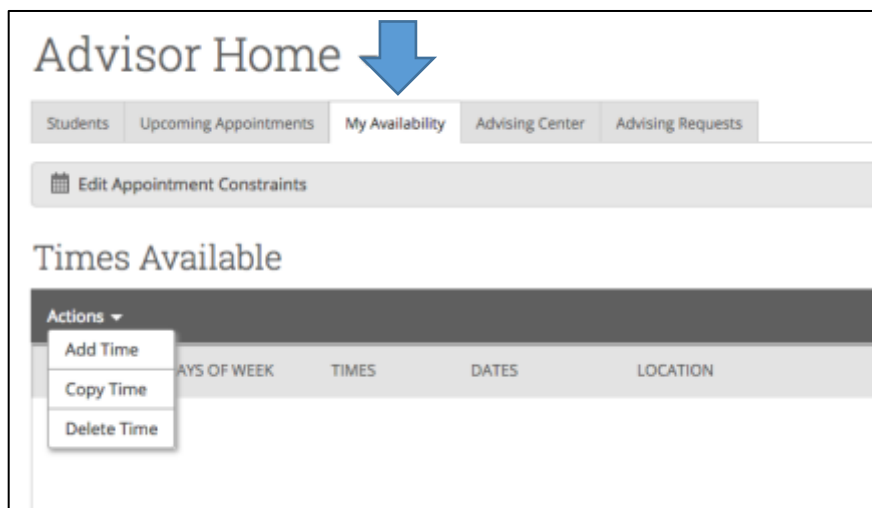 Advisor Home
Students Upcoming Appointments My Availability Advising Center Advising Requests
Edit Appointment Constraints
Times Available
Actions
Add Time
AYS OF WEEK TIMES DATES LOCATION
Copy Time
Delete Time